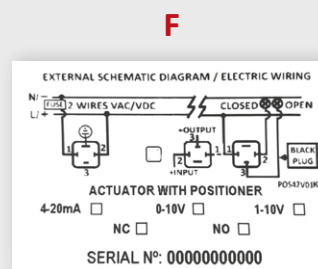 F
EXTERNAL SCHEMATIC DIAGRAM / ELECTRIC WIRING
N/ -
FUSE 2 WIRES VAC/VDC CLOSED OPEN
L/ +
+OUTPUT
3
1 2 2 1 1 2
BLACK PLUG
3 +INPUT 3
POS42V01K
ACTUATOR WITH POSITIONER
4-20mA 0-10V 1-10V
NC NO
SERIAL Nº: 00000000000